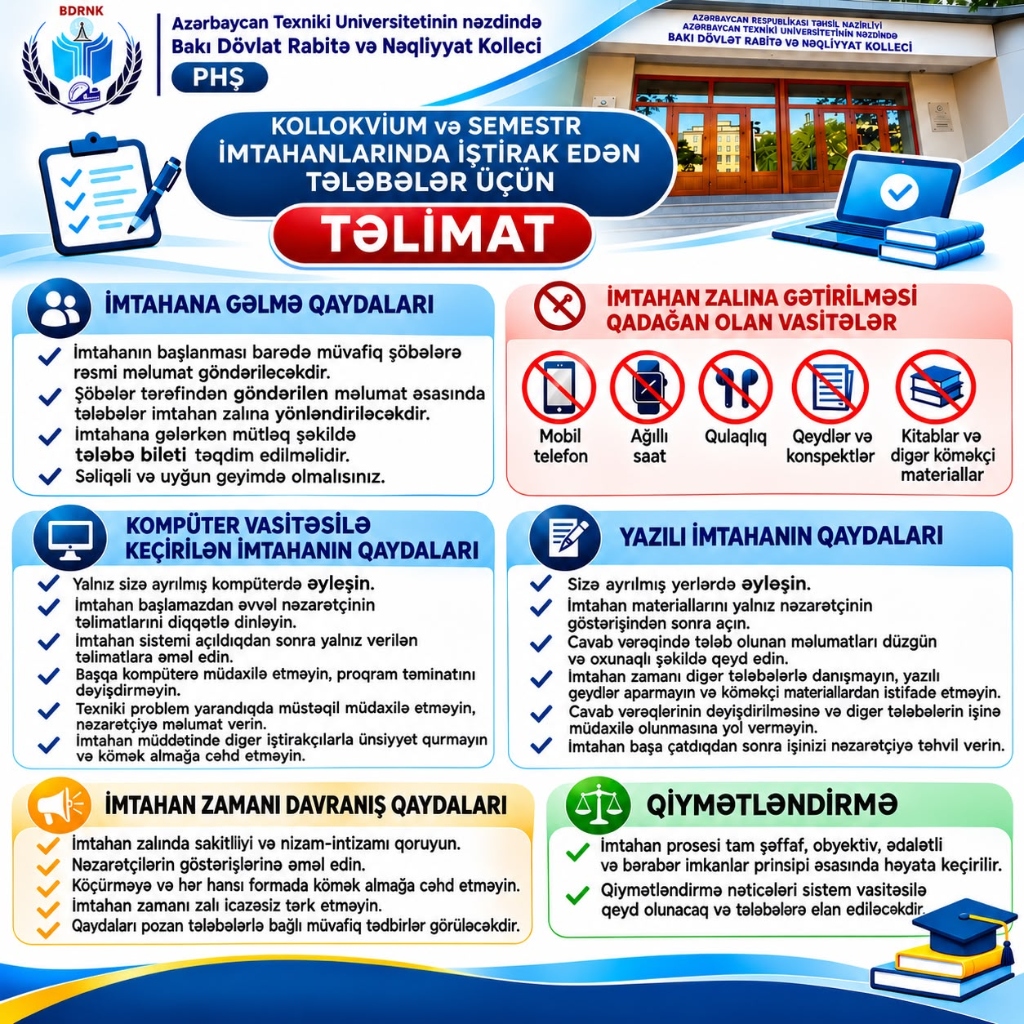 BDRNK
Azərbaycan Texniki Universitetinin nəzdində
Bakı Dövlət Rabitə və Nəqliyyat Kolleci
PHŞ
AZƏRBAYCAN RESPUBLİKASI TƏHSİL NAZİRLİYİ
AZƏRBAYCAN TEXNİKİ UNİVERSİTETİNİN NƏZDİNDƏ
BAKI DÖVLƏT RABİTƏ VƏ NƏQLİYYAT KOLLECİ
KOLLOKVİUM və SEMESTR
İMTAHANLARINDA İŞTİRAK EDƏN
TƏLƏBƏLƏR ÜÇÜN
TƏLİMAT
İMTAHANA GƏLMƏ QAYDALARI
İmtahanın başlanması barədə müvafiq şöbələrə
rəsmi məlumat göndəriləcəkdir.
Şöbələr tərəfindən göndərilən məlumat əsasında
tələbələr imtahan zalına yönləndiriləcəkdir.
İmtahana gələrkən mütləq şəkildə
tələbə bileti təqdim edilməlidir.
Səliqəli və uyğun geyimdə olmalısınız.
İMTAHAN ZALINA GƏTİRİLMƏSİ
QADAĞAN OLAN VASİTƏLƏR
Mobil
telefon
Ağıllı
saat
Qulaqlıq
Qeydlər və
konspektlər
Kitablar və
digər köməkçi
materiallar
KOMPÜTER VASİTƏSİLƏ
KEÇİRİLƏN İMTAHANIN QAYDALARI
Yalnız sizə ayrılmış kompüterdə əyləşin.
İmtahan başlamazdan əvvəl nəzarətçinin
təlimatlarini diqqətlə dinləyin.
İmtahan sistemi açıldıqdan sonra yalnız verilən
təlimatlara əməl edin.
Başqa kompüterə müdaxilə etməyin, proqram təminatını
dəyişdirməyin.
Texniki problem yarandıqda müstəqil müdaxilə etməyin,
nəzarətçiyə məlumat verin.
İmtahan müddətində diger iştirakçılarla ünsiyyət qurmayın
və kömək almağa cəhd etməyin.
YAZILI İMTAHANIN QAYDALARI
Sizə ayrılmış yerlərdə əyləşin.
İmtahan materiallarını yalnız nəzarətçinin
göstərişindən sonra açın.
Cavab vərəqində tələb olunan məlumatları düzgün
və oxunaqlı şəkildə qeyd edin.
İmtahan zamanı diger tələbələrlə danışmayın, yazılı
geydlər aparmayın və köməkçi materiallardan istifade etməyin.
Cavab vərəqlərinin dəyişdirilməsinə və diger tələbələrin işinə
müdaxilə olunmasına yol verməyin.
İmtahan başa çatdıqdan sonra işinizi nəzarətçiyə təhvil verin.
İMTAHAN ZAMANI DAVRANIŞ QAYDALARI
İmtahan zalında sakitlliyi və nizam-intizamı qoruyun.
Nəzarətçilərin göstərişlərinə əməl edin.
Köçürməyə və hər hansı formada kömək almağa cəhd etməyin.
İmtahan zamanı zalı icazəsiz tərk etməyin.
Qaydaları pozan tələbələrlə bağlı müvafiq tədbirlər görüləcəkdir.
QİYMƏTLƏNDİRMƏ
İmtahan prosesi tam şəffaf, obyektiv, ədalətli
və bərabər imkanlar prinsipi əsasında həyata keçirilir.
Qiymətləndirmə nəticələri sistem vasitəsilə
qeyd olunacaq və tələbələrə elan ediləcəkdir.